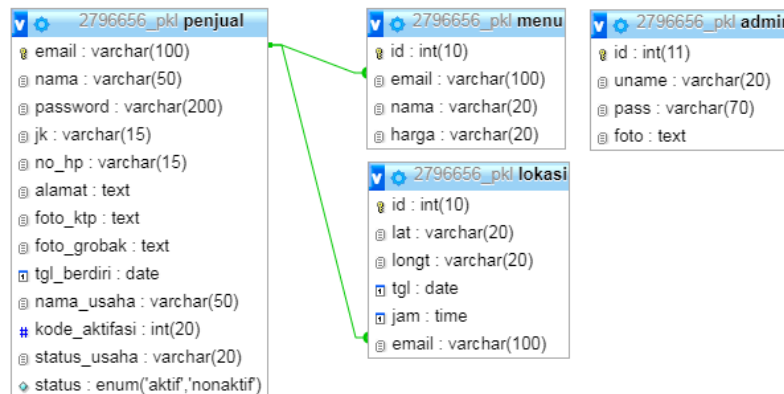 2796656_pkl penjual
email : varchar(100)
nama : varchar(50)
password : varchar(200)
jk : varchar(15)
no_hp : varchar(15)
alamat : text
foto_ktp : text
foto_grobak : text
tgl_berdiri : date
nama_usaha : varchar(50)
kode_aktifasi : int(20)
status_usaha : varchar(20)
status : enum('aktif','nonaktif')
2796656_pkl menu
id : int(10)
email : varchar(100)
nama : varchar(20)
harga : varchar(20)
2796656_pkl lokasi
id : int(10)
lat : varchar(20)
longt : varchar(20)
tgl : date
jam : time
email : varchar(100)
2796656_pkl admin
id : int(11)
uname : varchar(20)
pass : varchar(70)
foto : text